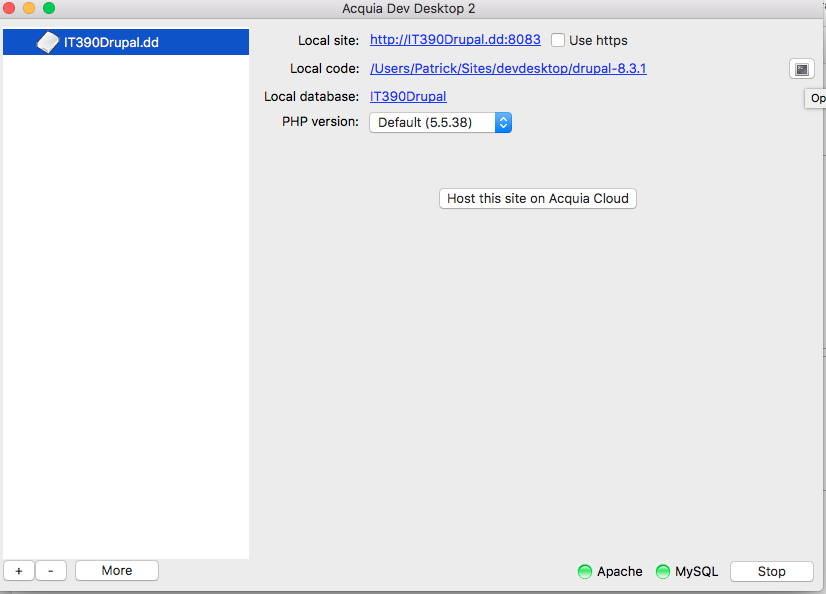 Acquia Dev Desktop 2
IT390Drupal.dd
Local site: http://IT390Drupal.dd:8083 Use https
Local code: /Users/Patrick/Sites/devdesktop/drupal-8.3.1
Op
Local database: IT390Drupal
PHP version: Default (5.5.38)
Host this site on Acquia Cloud
+ - More Apache MySQL Stop